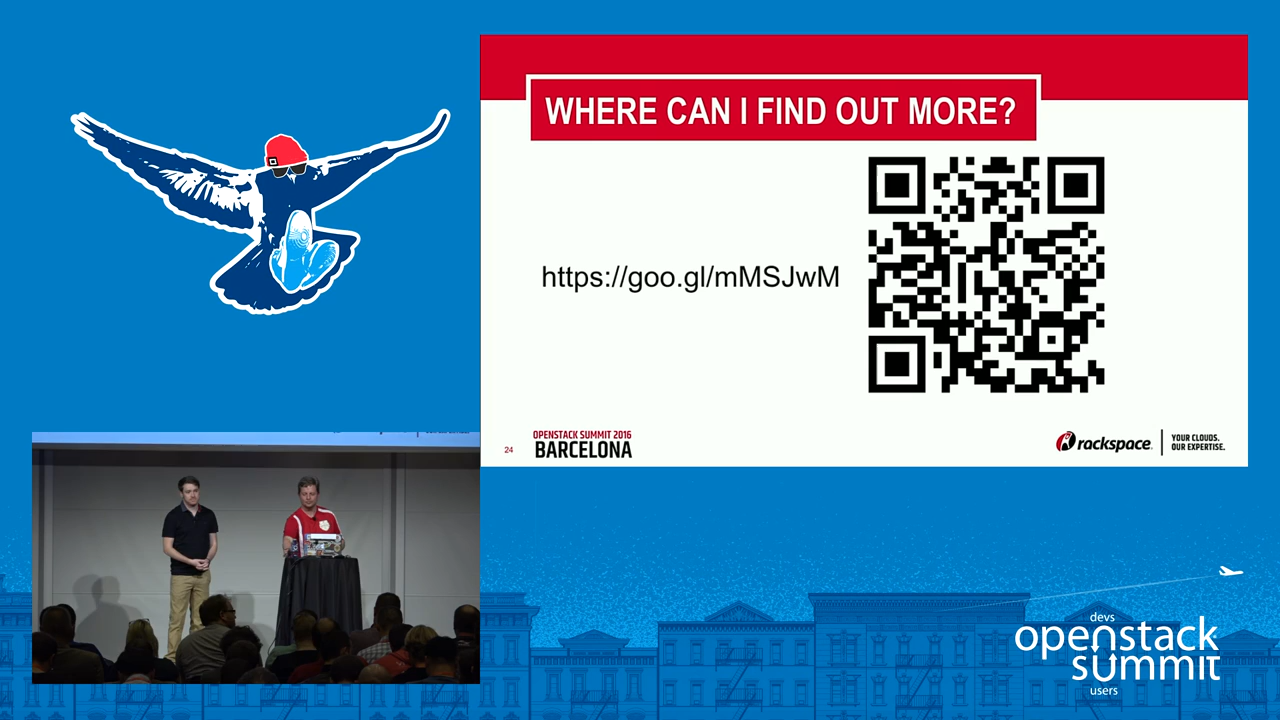 WHERE CAN I FIND OUT MORE?
https://goo.gl/mMSJwM
24
OPENSTACK SUMMIT 2016
BARCELONA
rackspace.
YOUR CLOUDS.
OUR EXPERTISE.
devs
openstack
summit
users